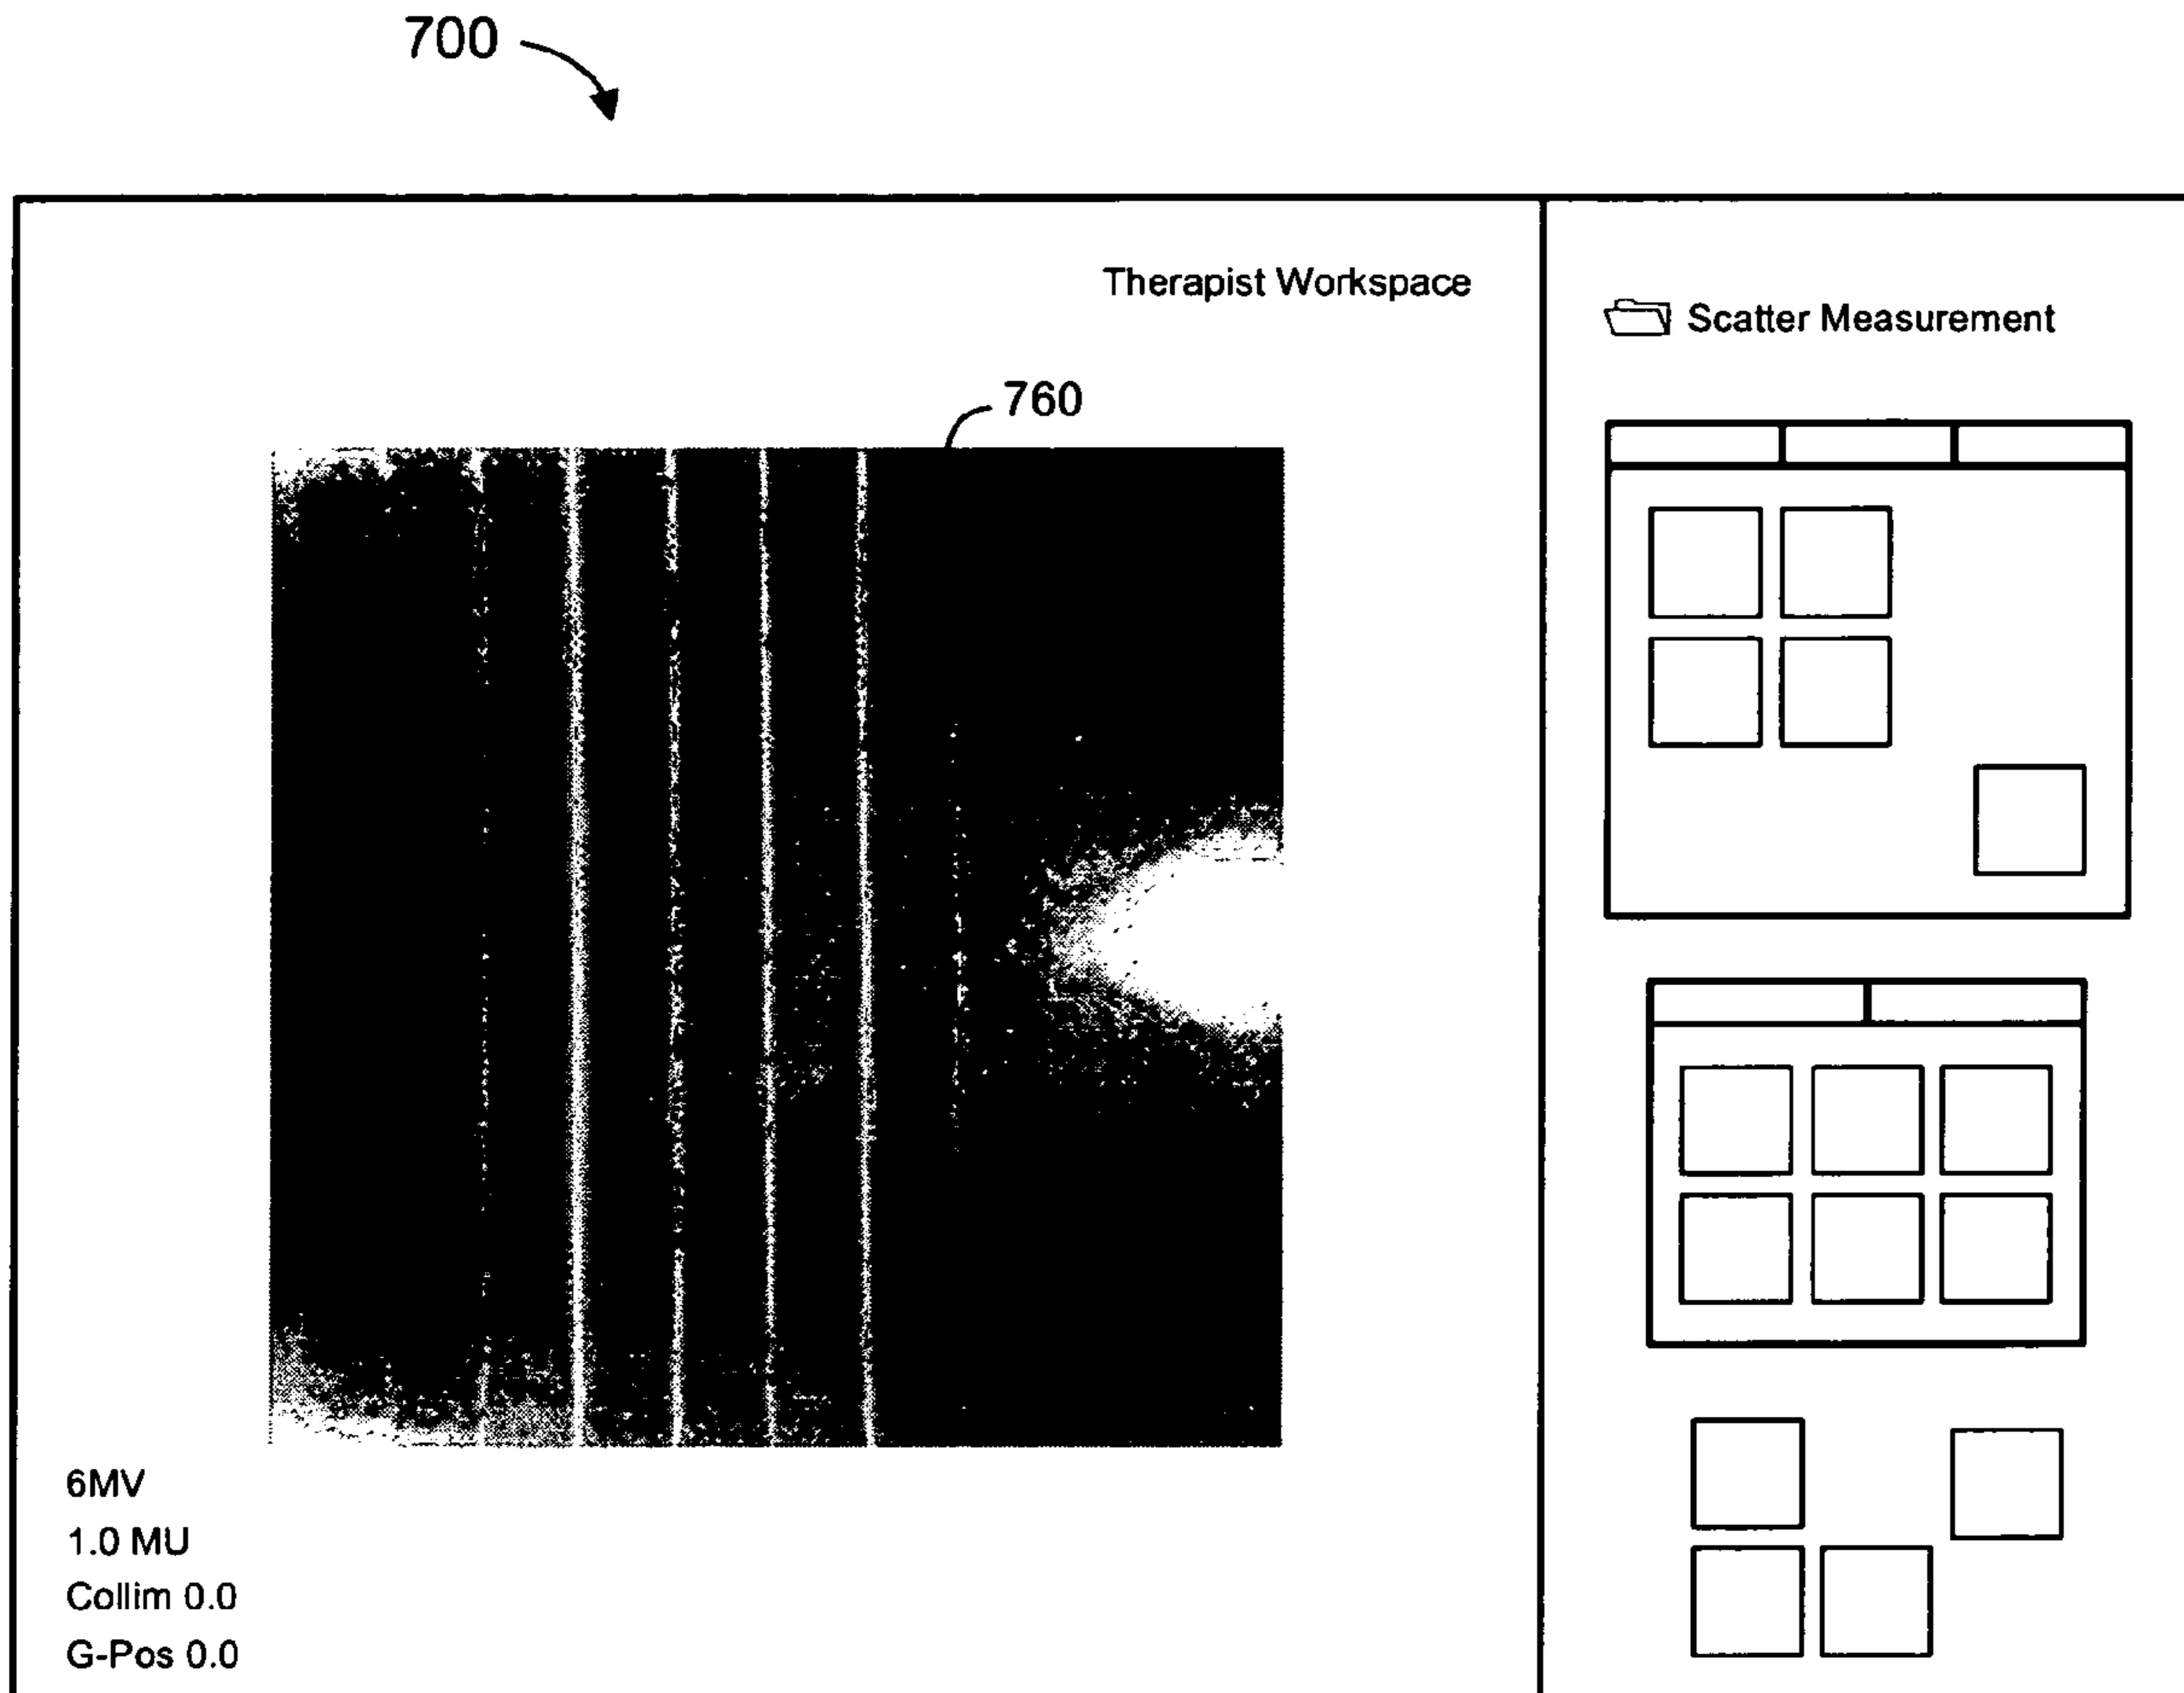 700
Therapist Workspace
Scatter Measurement
760
6MV
1.0 MU
Collim 0.0
G-Pos 0.0